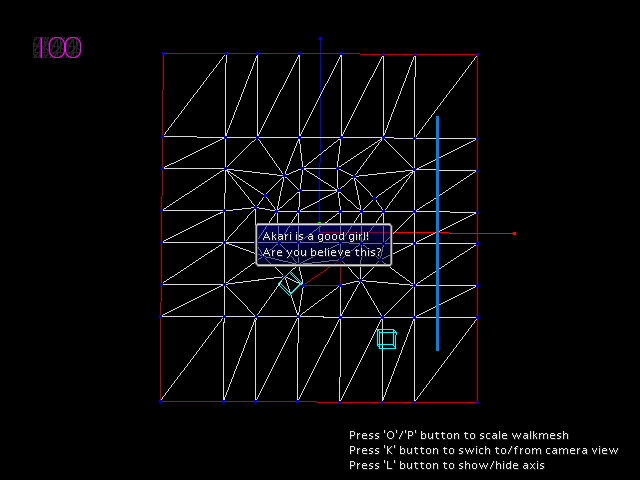 100
Akari is a good girl!
Are you believe this?
Press 'O'/'P' button to scale walkmesh
Press 'K' button to swich to/from camera view
Press 'L' button to show/hide axis